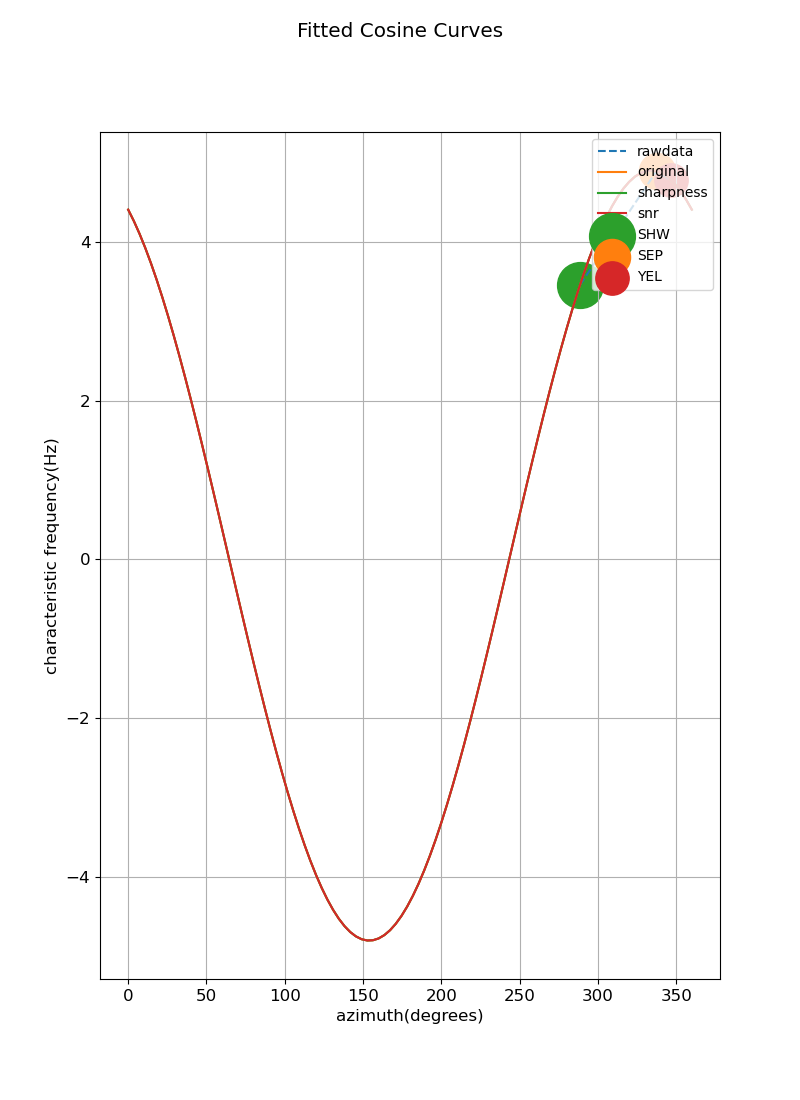 Fitted Cosine Curves
rawdata
original
sharpness
snr
SHW
SEP
YEL
characteristic frequency(Hz)
4
2
0
−2
−4
0 50 100 150 200 250 300 350
azimuth(degrees)